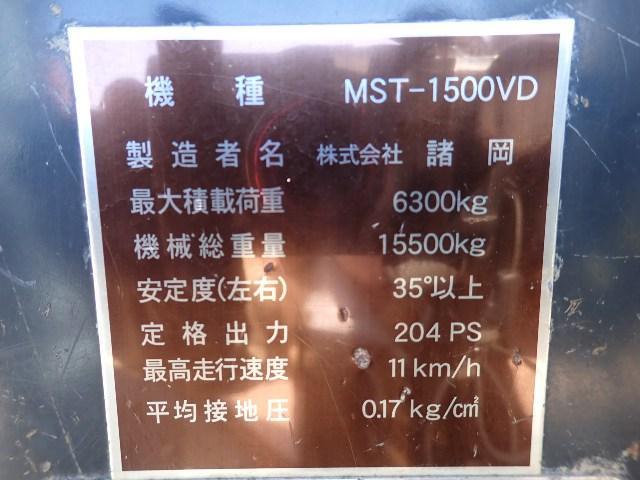 機種 MST-1500VD
製造者名 株式会社 諸岡
最大積載荷重 6300kg
機械総重量 15500kg
安定度(左右) 35°以上
定格出力 204 PS
最高走行速度 11 km/h
平均接地圧 0.17 kg/c㎡